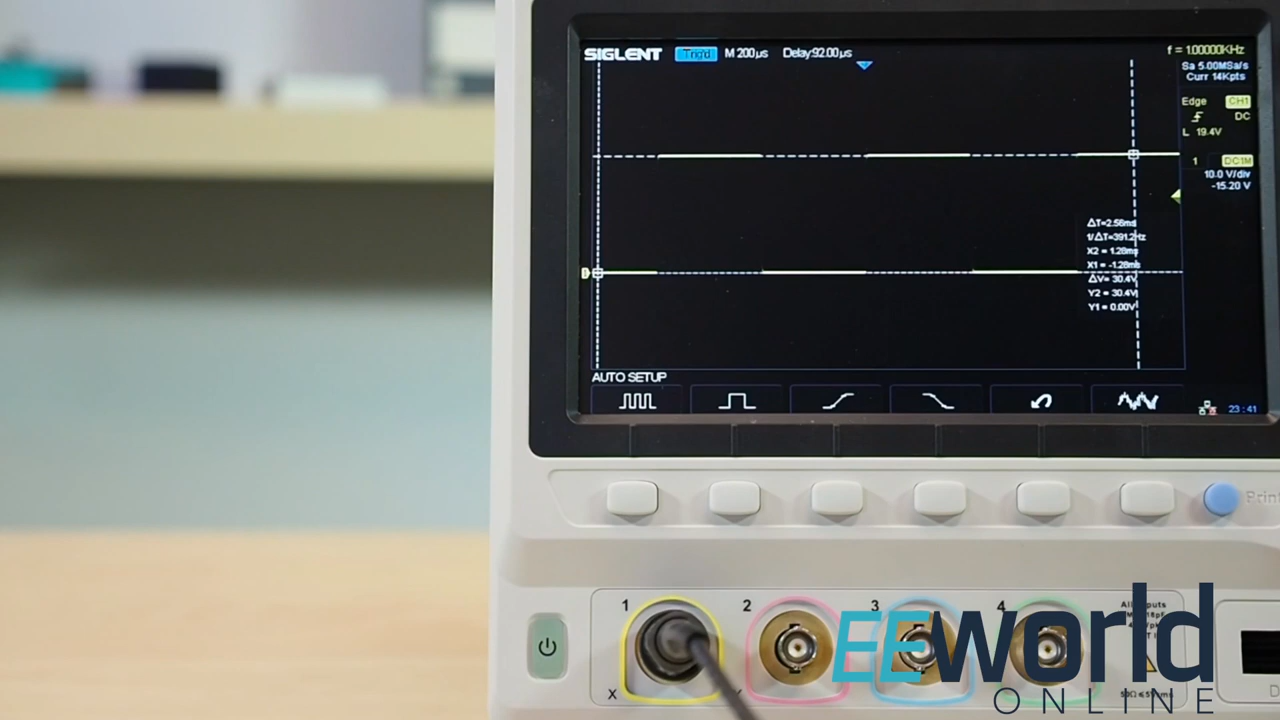 SIGLENT Trig'd M 200µs Delay:92.00µs
f = 1.00000KHz
Sa 5.00MSa/s
Curr 14Kpts
Edge CH1
DC
L 19.4V
1 DC1M
10.0 V/div
-15.20 V
ΔT=2.56ms
1/ΔT=391.2Hz
X2 = 1.28ms
X1 = -1.28ms
ΔV= 30.4V
Y2 = 30.4V
Y1 = 0.00V
AUTO SETUP
23:41
Print
1 2 3 4
X Y
EEworld
ONLINE